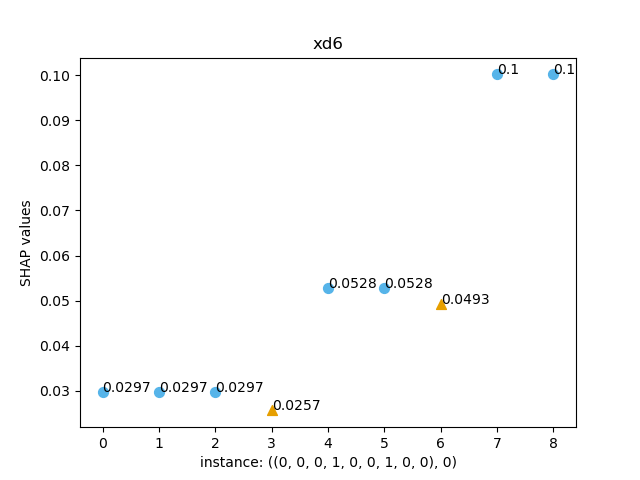 xd6
0.10
0.09
0.08
0.07
0.06
0.05
0.04
0.03
SHAP values
0.1 0.1
0.0528 0.0528
0.0493
0.0297 0.0297 0.0297
0.0257
0 1 2 3 4 5 6 7 8
instance: ((0, 0, 0, 1, 0, 0, 1, 0, 0), 0)